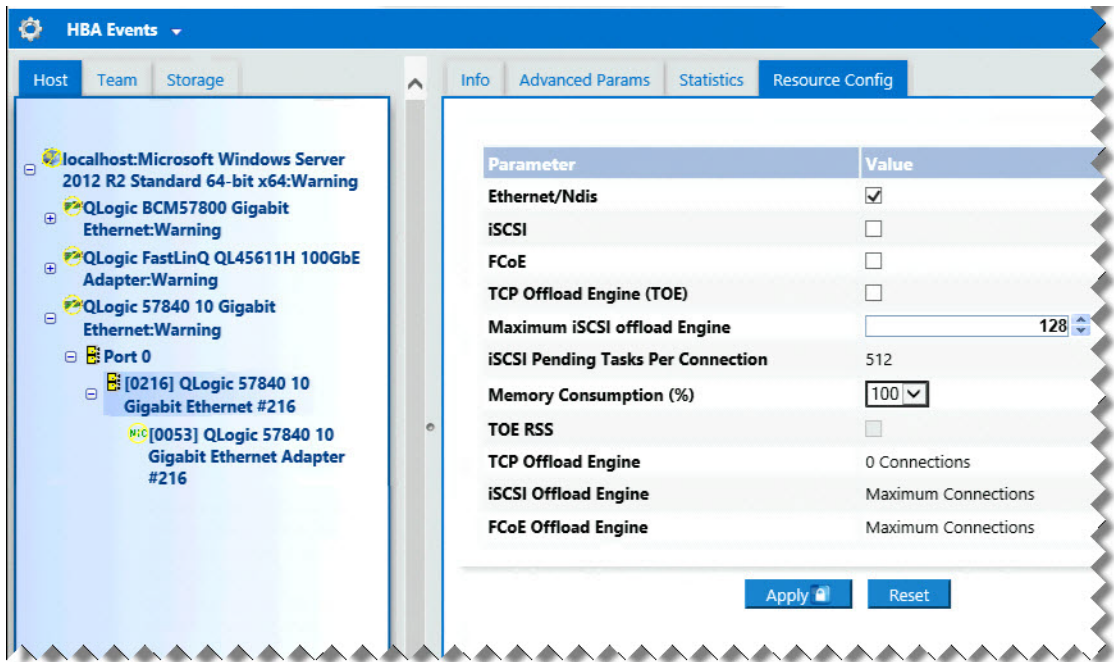 HBA Events
Host Team Storage
Info Advanced Params Statistics Resource Config
localhost:Microsoft Windows Server
2012 R2 Standard 64-bit x64:Warning
QLogic BCM57800 Gigabit
Ethernet:Warning
QLogic FastLinQ QL45611H 100GbE
Adapter:Warning
QLogic 57840 10 Gigabit
Ethernet:Warning
Port 0
[0216] QLogic 57840 10
Gigabit Ethernet #216
NIC [0053] QLogic 57840 10
Gigabit Ethernet Adapter
#216
Parameter Value
Ethernet/Ndis
iSCSI
FCoE
TCP Offload Engine (TOE)
Maximum iSCSI offload Engine 128
iSCSI Pending Tasks Per Connection 512
Memory Consumption (%) 100
TOE RSS
TCP Offload Engine 0 Connections
iSCSI Offload Engine Maximum Connections
FCoE Offload Engine Maximum Connections
Apply Reset